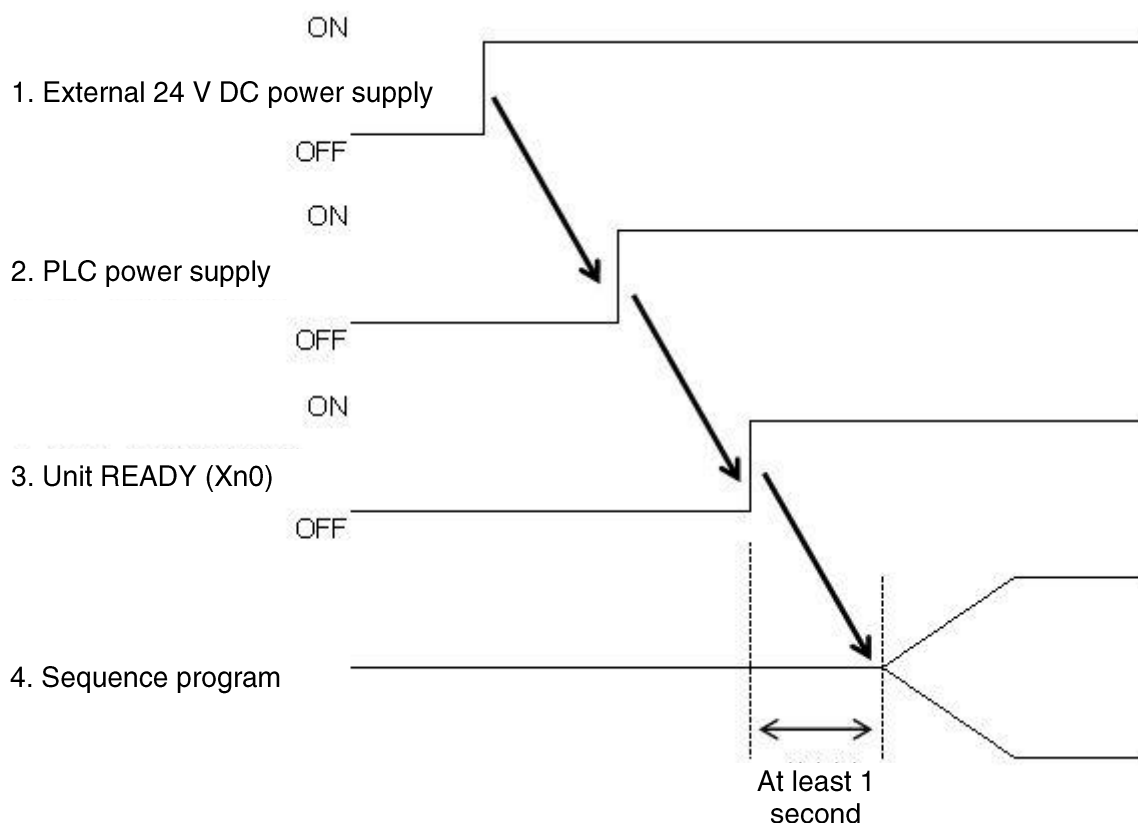 ON
1. External 24 V DC power supply
OFF
ON
2. PLC power supply
OFF
ON
3. Unit READY (Xn0)
OFF
4. Sequence program
At least 1
second